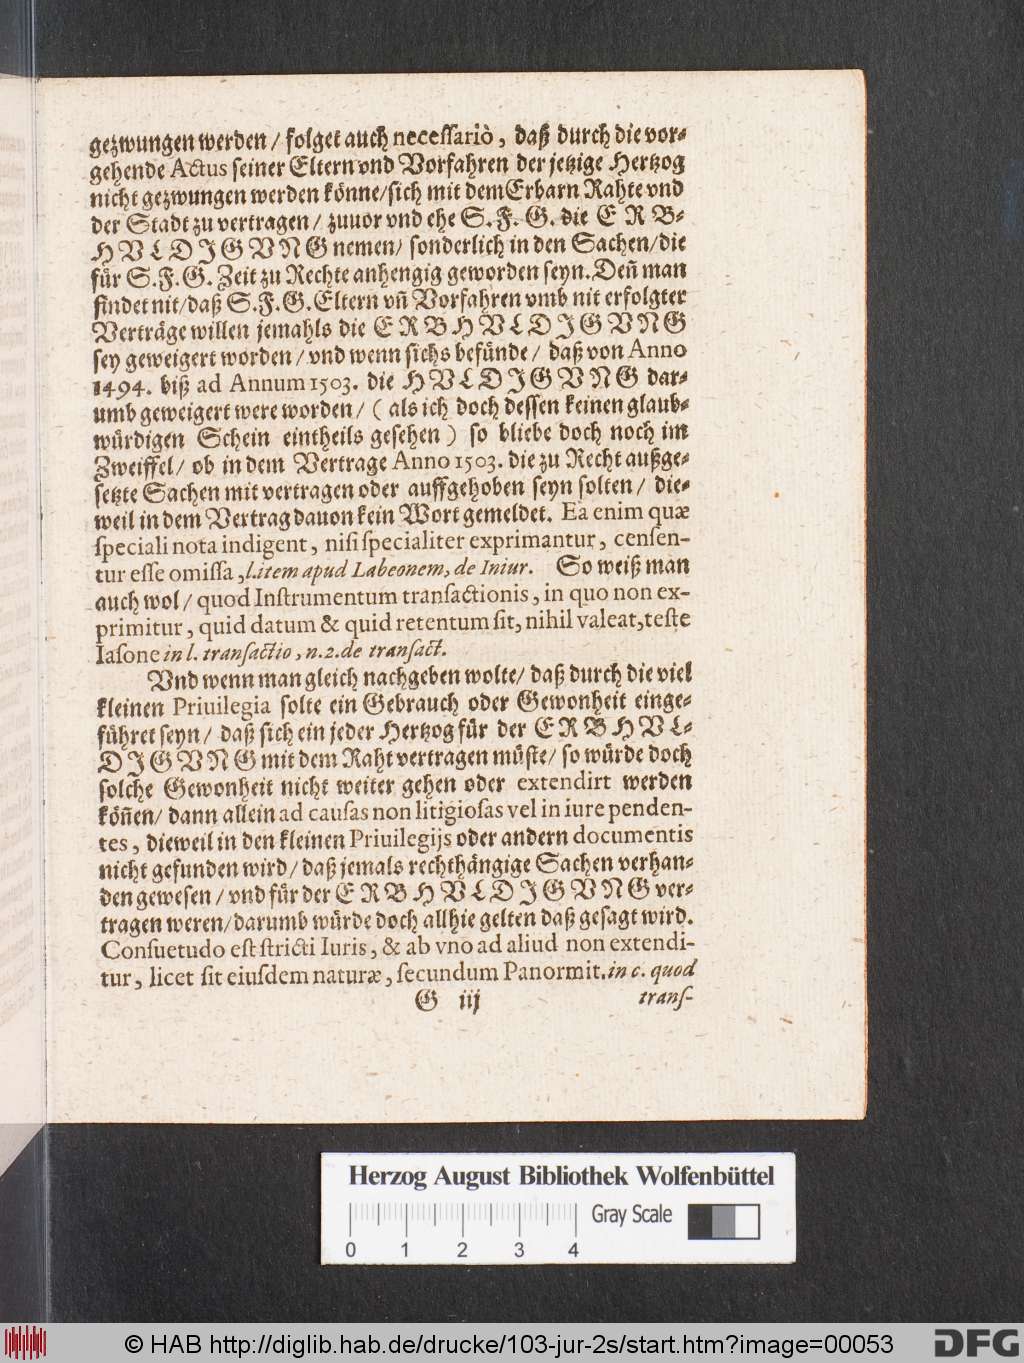 gezwungen werden / folget auch necessariò, daß durch die vor-
gehende Actus seiner Eltern vnd Vorfahren der jetzige Hertzog
nicht gezwungen werden könne/sich mit dem Erbarn Rahte vnd
der Stadt zu vertragen / zuuor vnd ehe S. F. G. die E R B-
H V L D I G V N G nemen/ sonderlich in den Sachen/die
für S. F. G. Zeit zu Rechte anhengig geworden seyn. Deñ man
findet nit/daß S. F. G. Eltern vñ Vorfahren vmb nit erfolgter
Verträge willen jemahls die E R B H V L D I G V N G
sey geweigert worden / vnd wenn sichs befünde / daß von Anno
1494. biß ad Annum 1503. die H V L D I G V N G dar-
umb geweigert were worden / ( als ich doch dessen keinen glaub-
würdigen Schein eintheils gesehen ) so bliebe doch noch im
Zweiffel/ ob in dem Vertrage Anno 1503. die zu Recht außge-
setzte Sachen mit vertragen oder auffgehoben seyn solten / die-
weil in dem Vertrag dauon kein Wort gemeldet. Ea enim quæ
speciali nota indigent, nisi specialiter exprimantur, censen-
tur esse omissa, l. item apud Labeonem, de Iniur. So weiß man
auch wol / quod Instrumentum transactionis, in quo non ex-
primitur, quid datum & quid retentum sit, nihil valeat, teste
Iasone in l. transactio, n. 2. de transact.
Vnd wenn man gleich nachgeben wolte/ daß durch die viel
kleinen Priuilegia solte ein Gebrauch oder Gewonheit einge-
führet seyn / daß sich ein jeder Hertzog für der E R B H V L-
D I G V N G mit dem Raht vertragen müste/ so würde doch
solche Gewonheit nicht weiter gehen oder extendirt werden
köñen/ dann allein ad causas non litigiosas vel in iure penden-
tes, dieweil in den kleinen Priuilegijs oder andern documentis
nicht gefunden wird/ daß jemals rechthängige Sachen verhan-
den gewesen / vnd für der E R B H V L D I G V N G ver-
tragen weren/darumb würde doch allhie gelten daß gesagt wird.
Consuetudo est stricti Iuris, & ab vno ad aliud non extendi-
tur, licet sit eiusdem naturæ, secundum Panormit. in c. quod
G iij trans-
Herzog August Bibliothek Wolfenbüttel
Gray Scale
0 1 2 3 4
© HAB http://diglib.hab.de/drucke/103-jur-2s/start.htm?image=00053
DFG